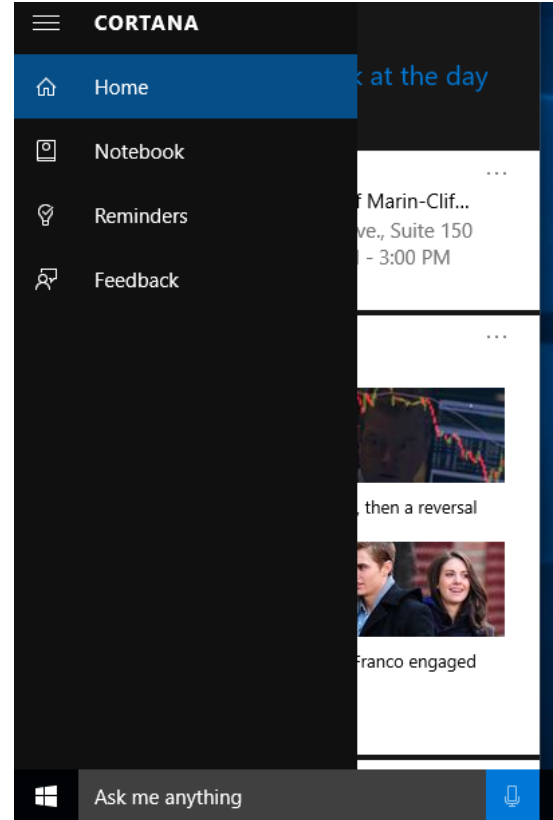 CORTANA
Home
Notebook
Reminders
Feedback
at the day
Marin-Clif...
ve., Suite 150
- 3:00 PM
, then a reversal
Franco engaged
Ask me anything